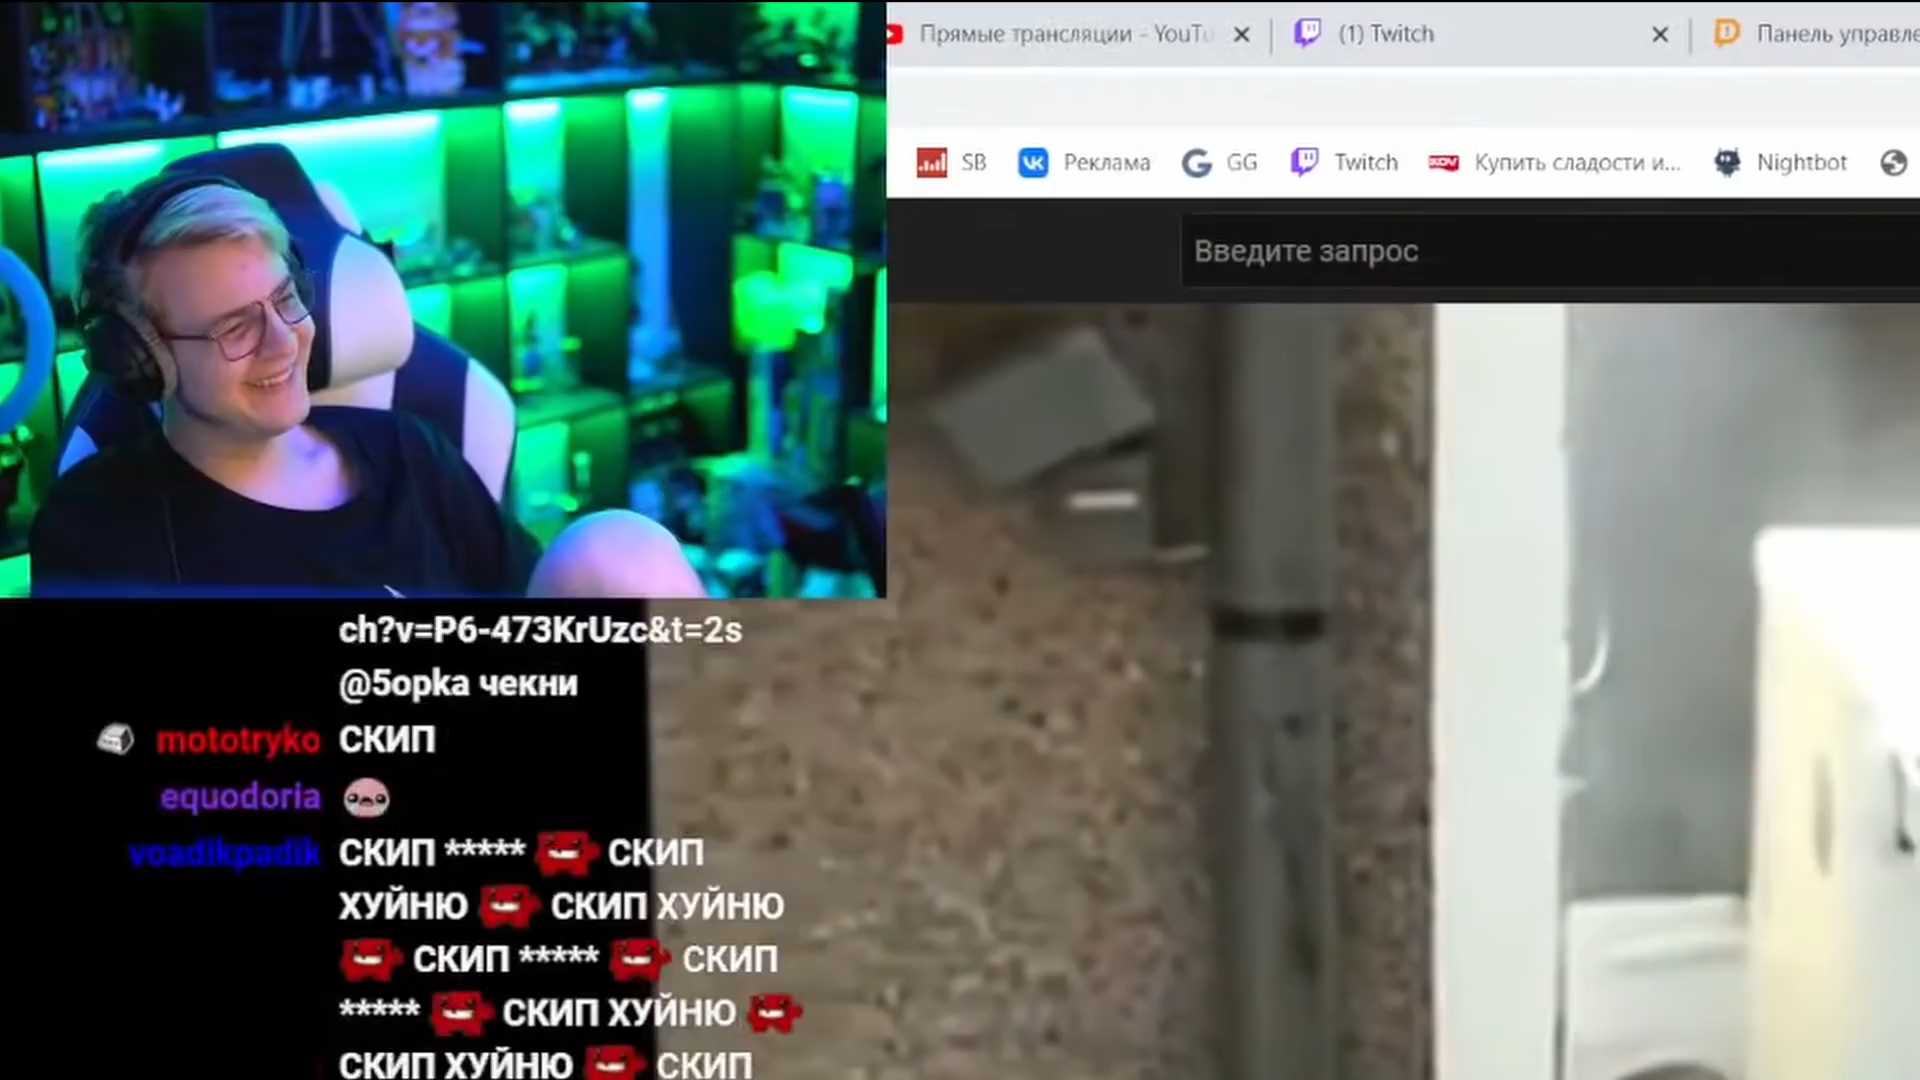 Прямые трансляции - YouTu
(1) Twitch
Панель управле
SB
VK
Реклама
GG
Twitch
KDV
Купить сладости и...
Nightbot
Введите запрос
ch?v=P6-473KrUzc&t=2s
@5opka чекни
mototryko СКИП
equodoria
voadikpadik СКИП ***** СКИП
ХУЙНЮ СКИП ХУЙНЮ
СКИП ***** СКИП
***** СКИП ХУЙНЮ
СКИП ХУЙНЮ СКИП